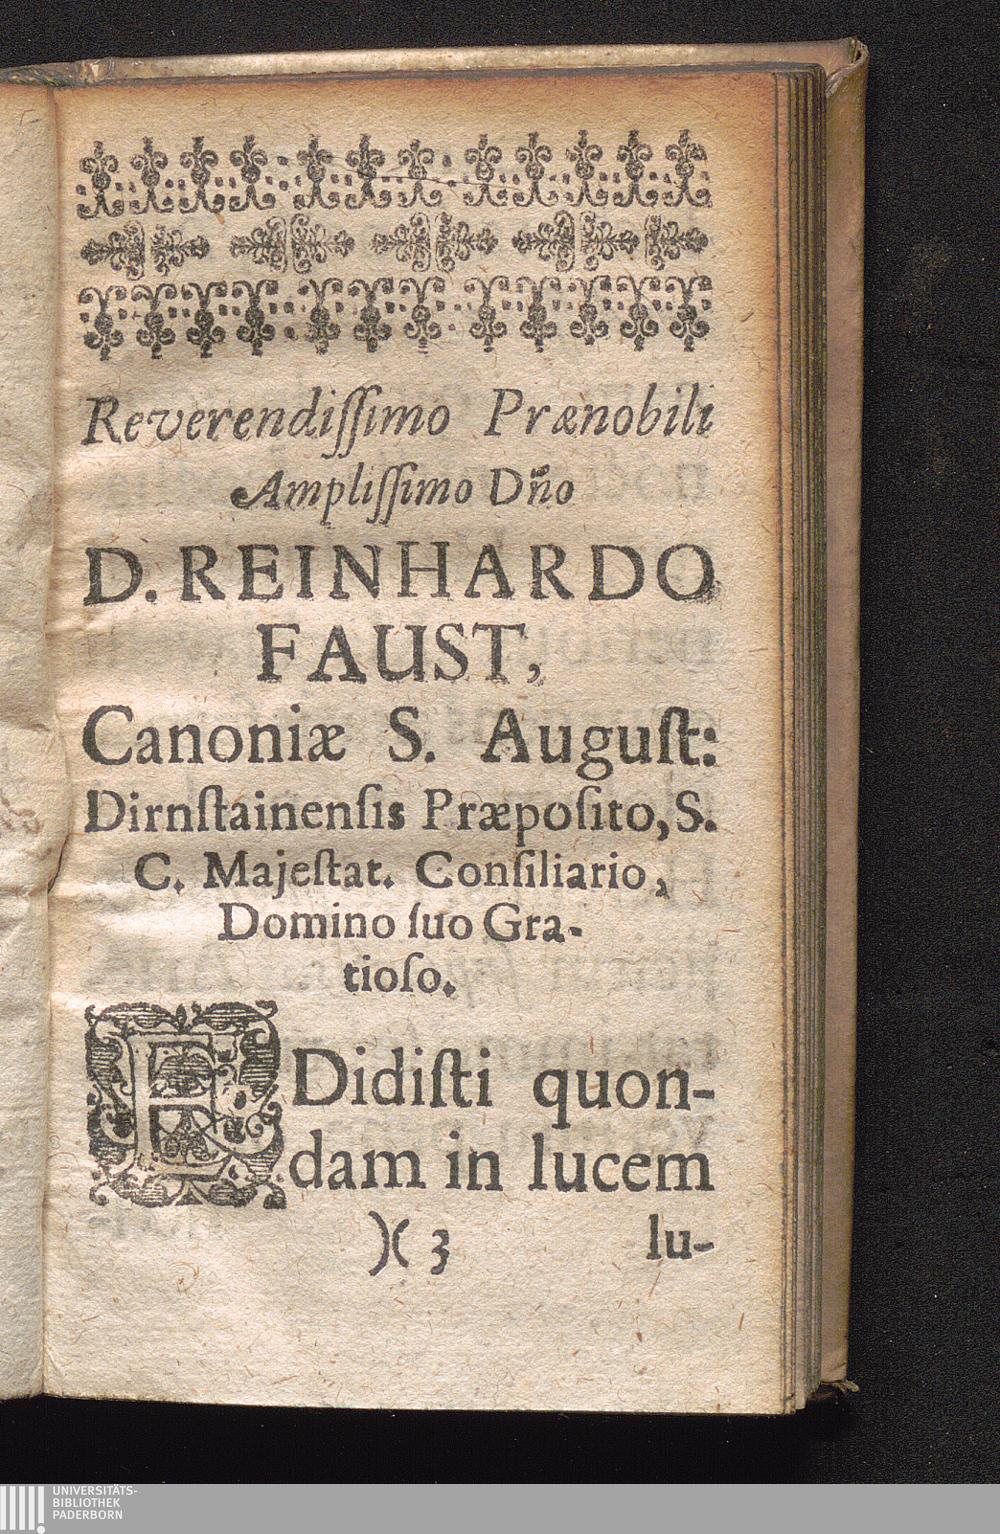 Reverendiſſimo Prænobili
Ampliſſimo Dño
D. REINHARDO
FAUST,
Canoniæ S. Auguſt:
Dirnſtainenſis Præpoſito, S.
C. Majeſtat. Conſiliario,
Domino ſuo Gra-
tioſo.
EDidiſti quon-
dam in lucem
)( 3 lu-
UNIVERSITÄTS-
BIBLIOTHEK
PADERBORN